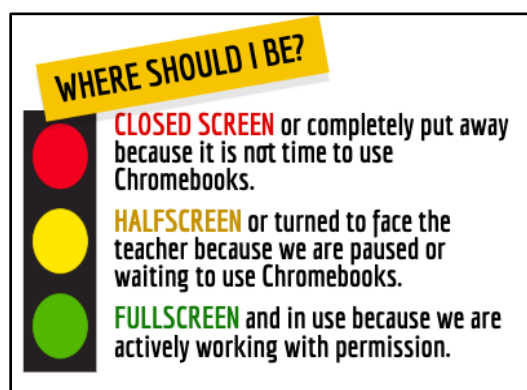 WHERE SHOULD I BE?
CLOSED SCREEN or completely put away
because it is not time to use
Chromebooks.
HALFSCREEN or turned to face the
teacher because we are paused or
waiting to use Chromebooks.
FULLSCREEN and in use because we are
actively working with permission.